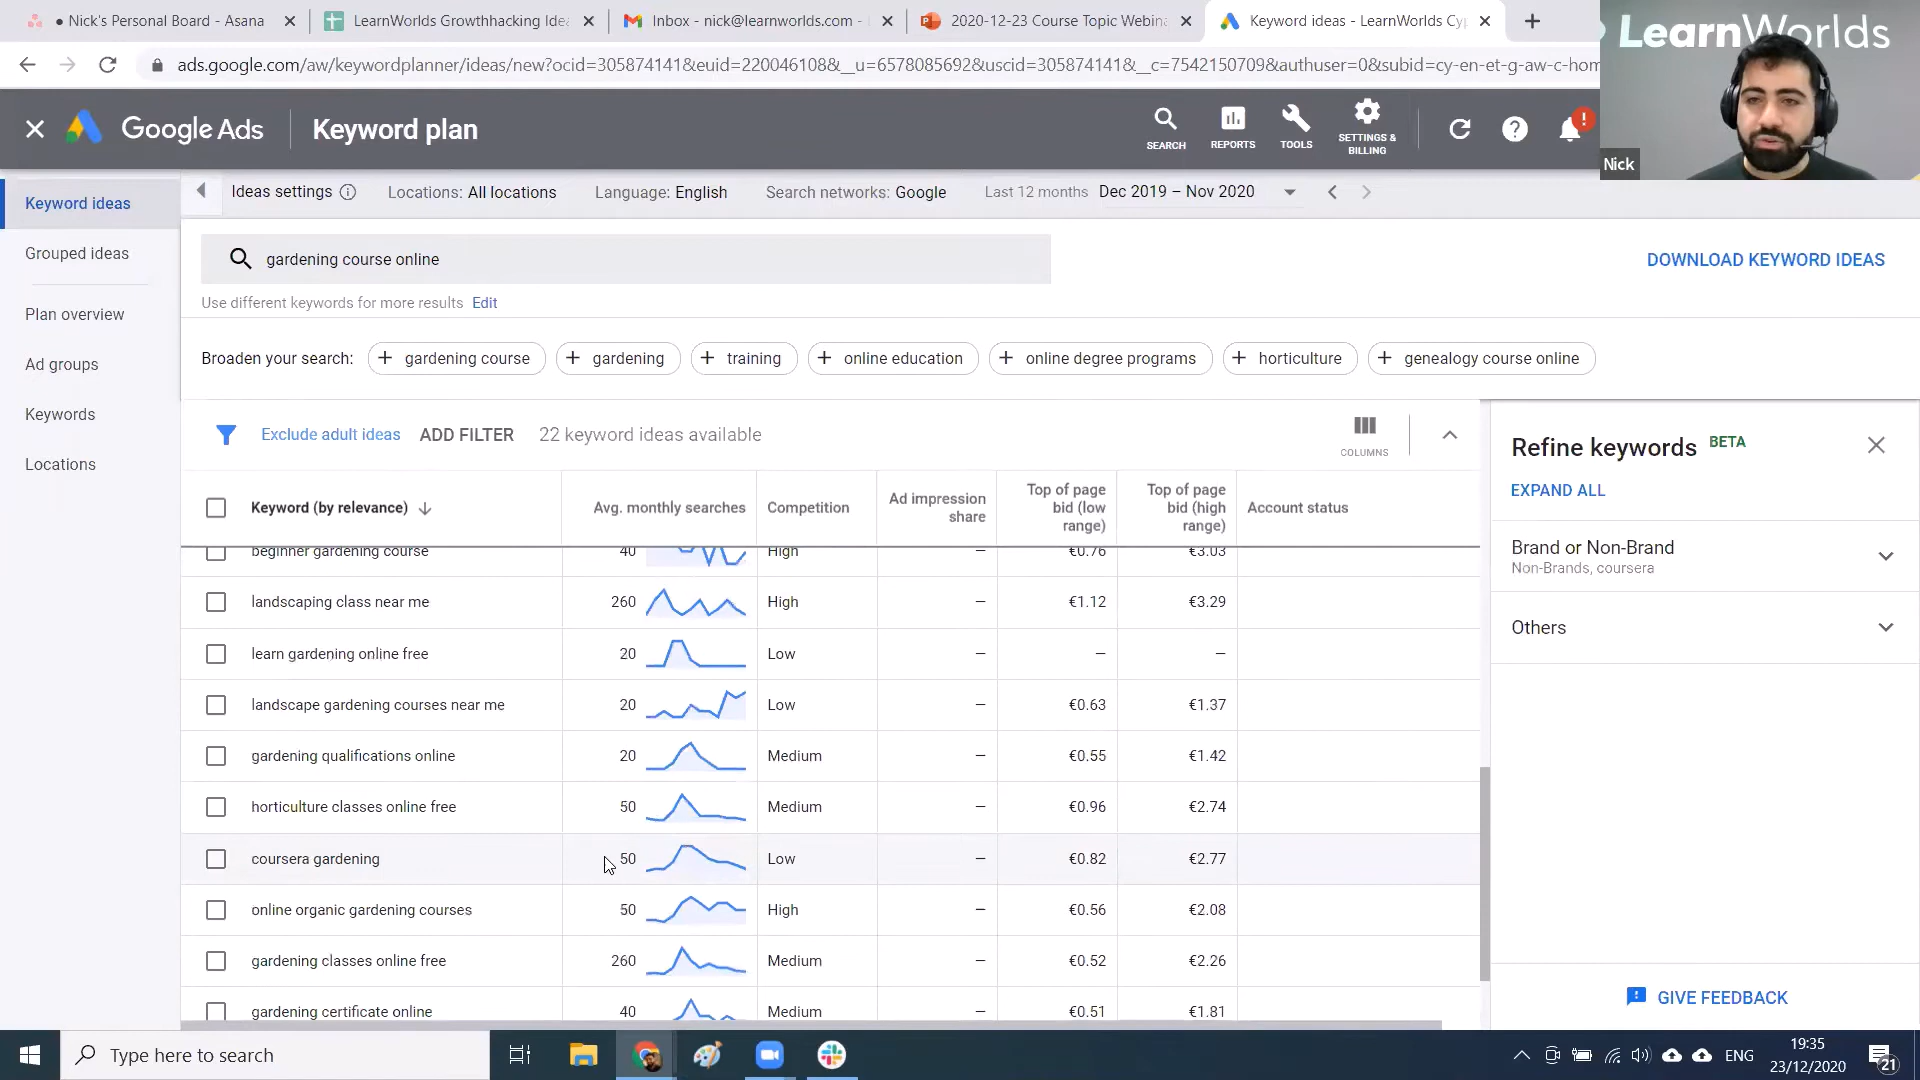 Nick's Personal Board - Asana
LearnWorlds Growthhacking Idea
Inbox - nick@learnworlds.com -
2020-12-23 Course Topic Webina
Keyword ideas - LearnWorlds Cyp
ads.google.com/aw/keywordplanner/ideas/new?ocid=305874141&euid=220046108&__u=6578085692&uscid=305874141&__c=7542150709&authuser=0&subid=cy-en-et-g-aw-c-hom
LearnWorlds
Nick
Google Ads
Keyword plan
SEARCH
REPORTS
TOOLS
SETTINGS &
BILLING
Keyword ideas
Grouped ideas
Plan overview
Ad groups
Keywords
Locations
Ideas settings Locations: All locations Language: English Search networks: Google Last 12 months Dec 2019 – Nov 2020
gardening course online
DOWNLOAD KEYWORD IDEAS
Use different keywords for more results Edit
Broaden your search: + gardening course + gardening + training + online education + online degree programs + horticulture + genealogy course online
Exclude adult ideas ADD FILTER 22 keyword ideas available
COLUMNS
Keyword (by relevance)
Avg. monthly searches
Competition
Ad impression
share
Top of page
bid (low
range)
Top of page
bid (high
range)
Account status
beginner gardening course 40 High – €0.76 €3.03
landscaping class near me 260 High – €1.12 €3.29
learn gardening online free 20 Low – – –
landscape gardening courses near me 20 Low – €0.63 €1.37
gardening qualifications online 20 Medium – €0.55 €1.42
horticulture classes online free 50 Medium – €0.96 €2.74
coursera gardening 50 Low – €0.82 €2.77
online organic gardening courses 50 High – €0.56 €2.08
gardening classes online free 260 Medium – €0.52 €2.26
gardening certificate online 40 Medium – €0.51 €1.81
Refine keywords BETA
EXPAND ALL
Brand or Non-Brand
Non-Brands, coursera
Others
GIVE FEEDBACK
Type here to search
ENG
19:35
23/12/2020
21